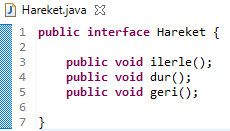 Hareket.java
1 public interface Hareket {
2
3 public void ilerle();
4 public void dur();
5 public void geri();
6
7 }